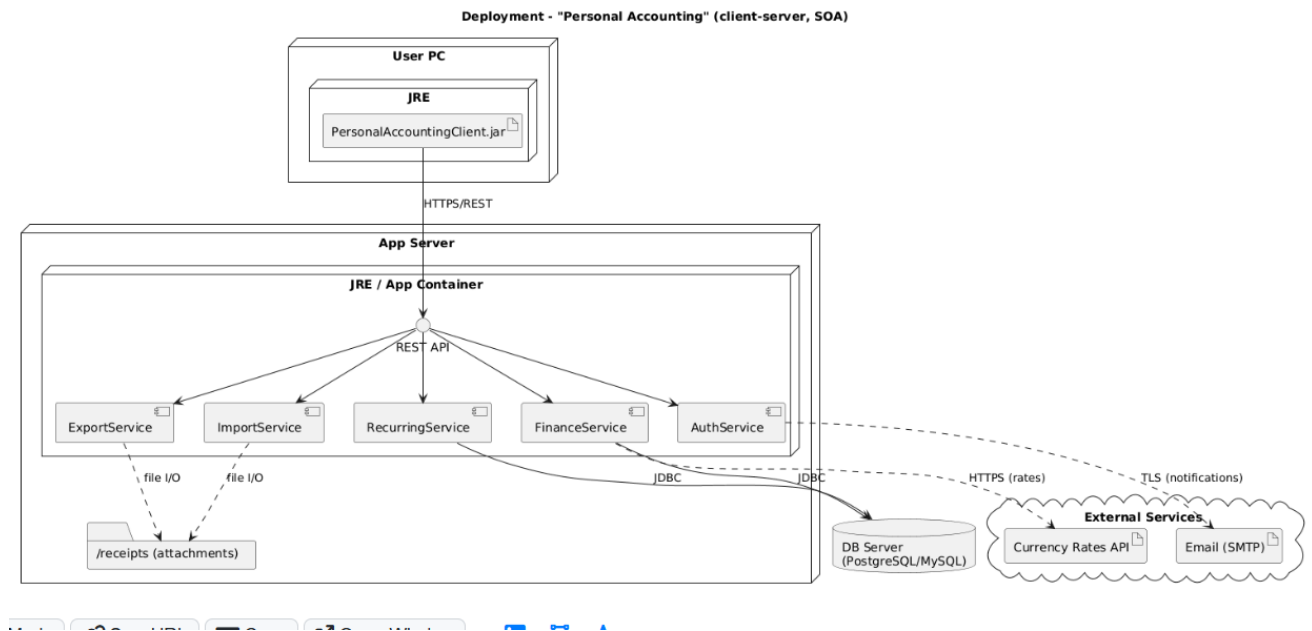 Deployment - "Personal Accounting" (client-server, SOA)
User PC
JRE
PersonalAccountingClient.jar
HTTPS/REST
App Server
JRE / App Container
REST API
ExportService
ImportService
RecurringService
FinanceService
AuthService
file I/O
file I/O
JDBC
JDBC
HTTPS (rates)
TLS (notifications)
/receipts (attachments)
DB Server
(PostgreSQL/MySQL)
External Services
Currency Rates API
Email (SMTP)